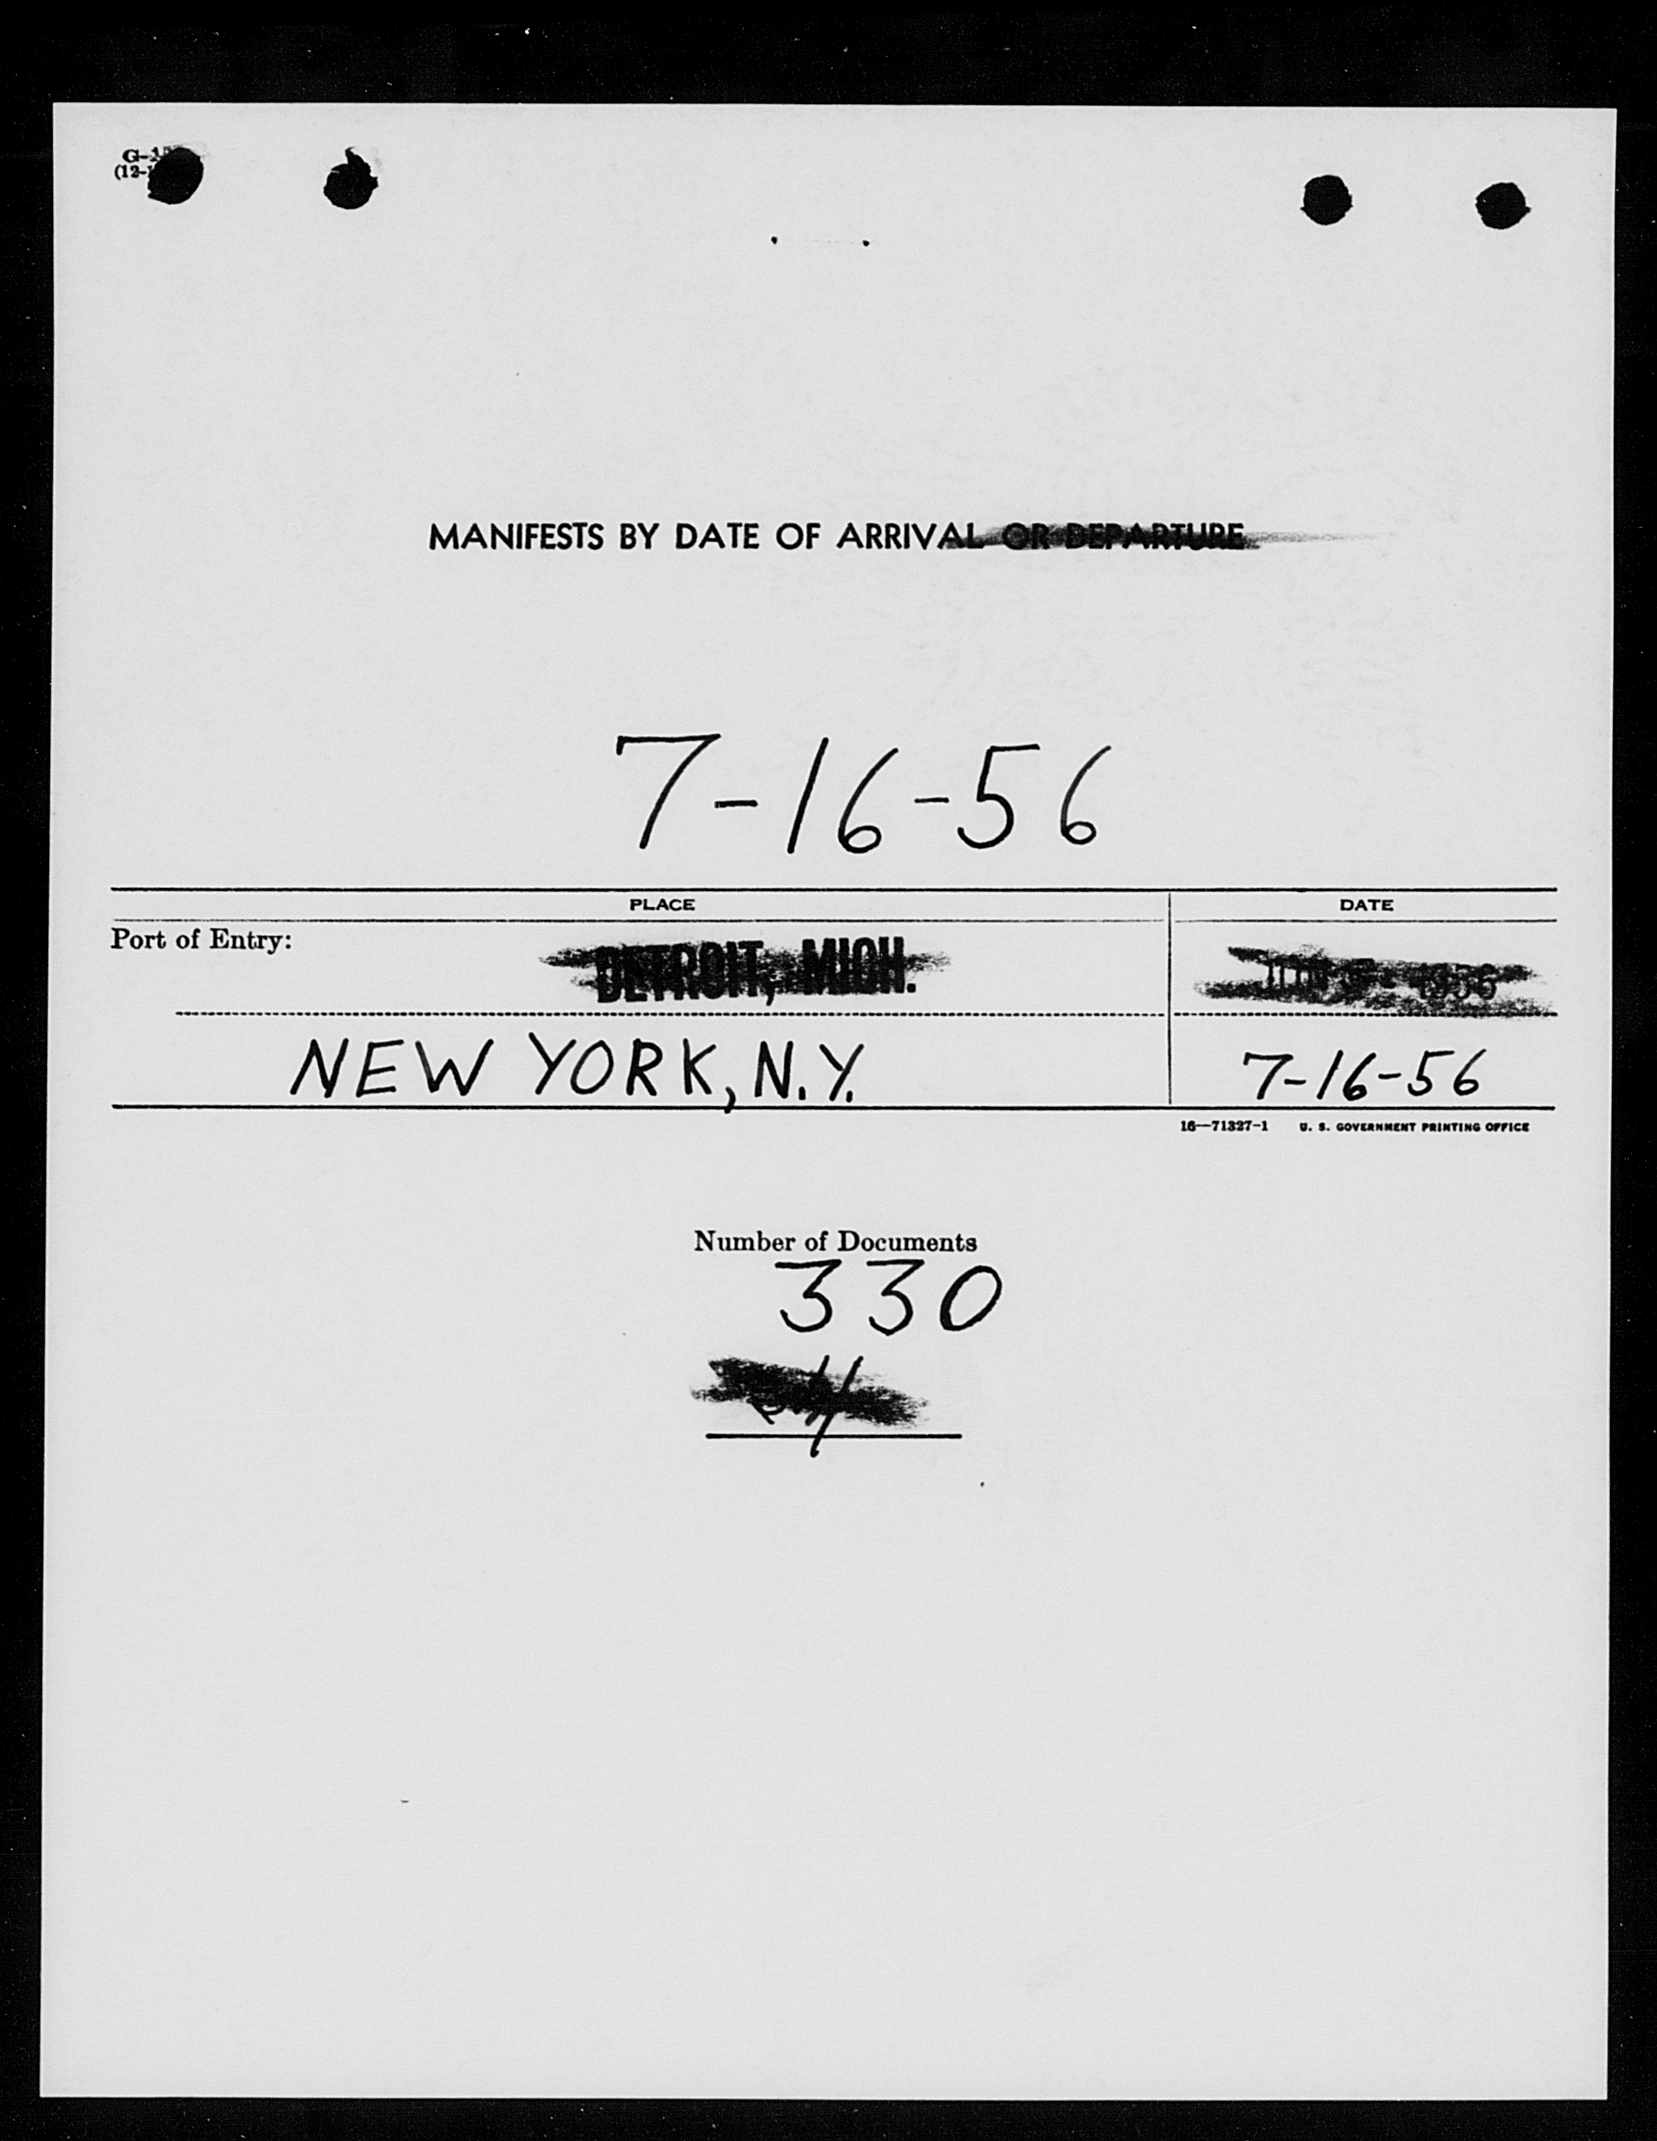 MANIFESTS BY DATE OF ARRIVAL OR DEPARTURE
7-16-56
PLACE DATE
Port of Entry: DETROIT, MICH. 1956
NEW YORK, N.Y. 7-16-56
16—71327-1 U. S. GOVERNMENT PRINTING OFFICE
Number of Documents
330